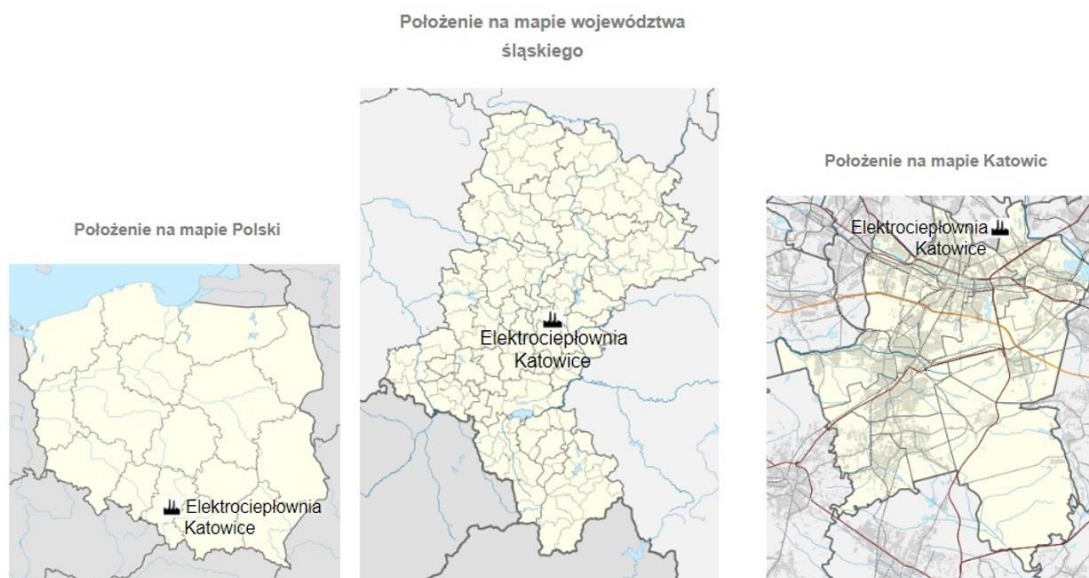 Położenie na mapie Polski
Elektrociepłownia
Katowice
Położenie na mapie województwa
śląskiego
Elektrociepłownia
Katowice
Położenie na mapie Katowic
Elektrociepłownia
Katowice